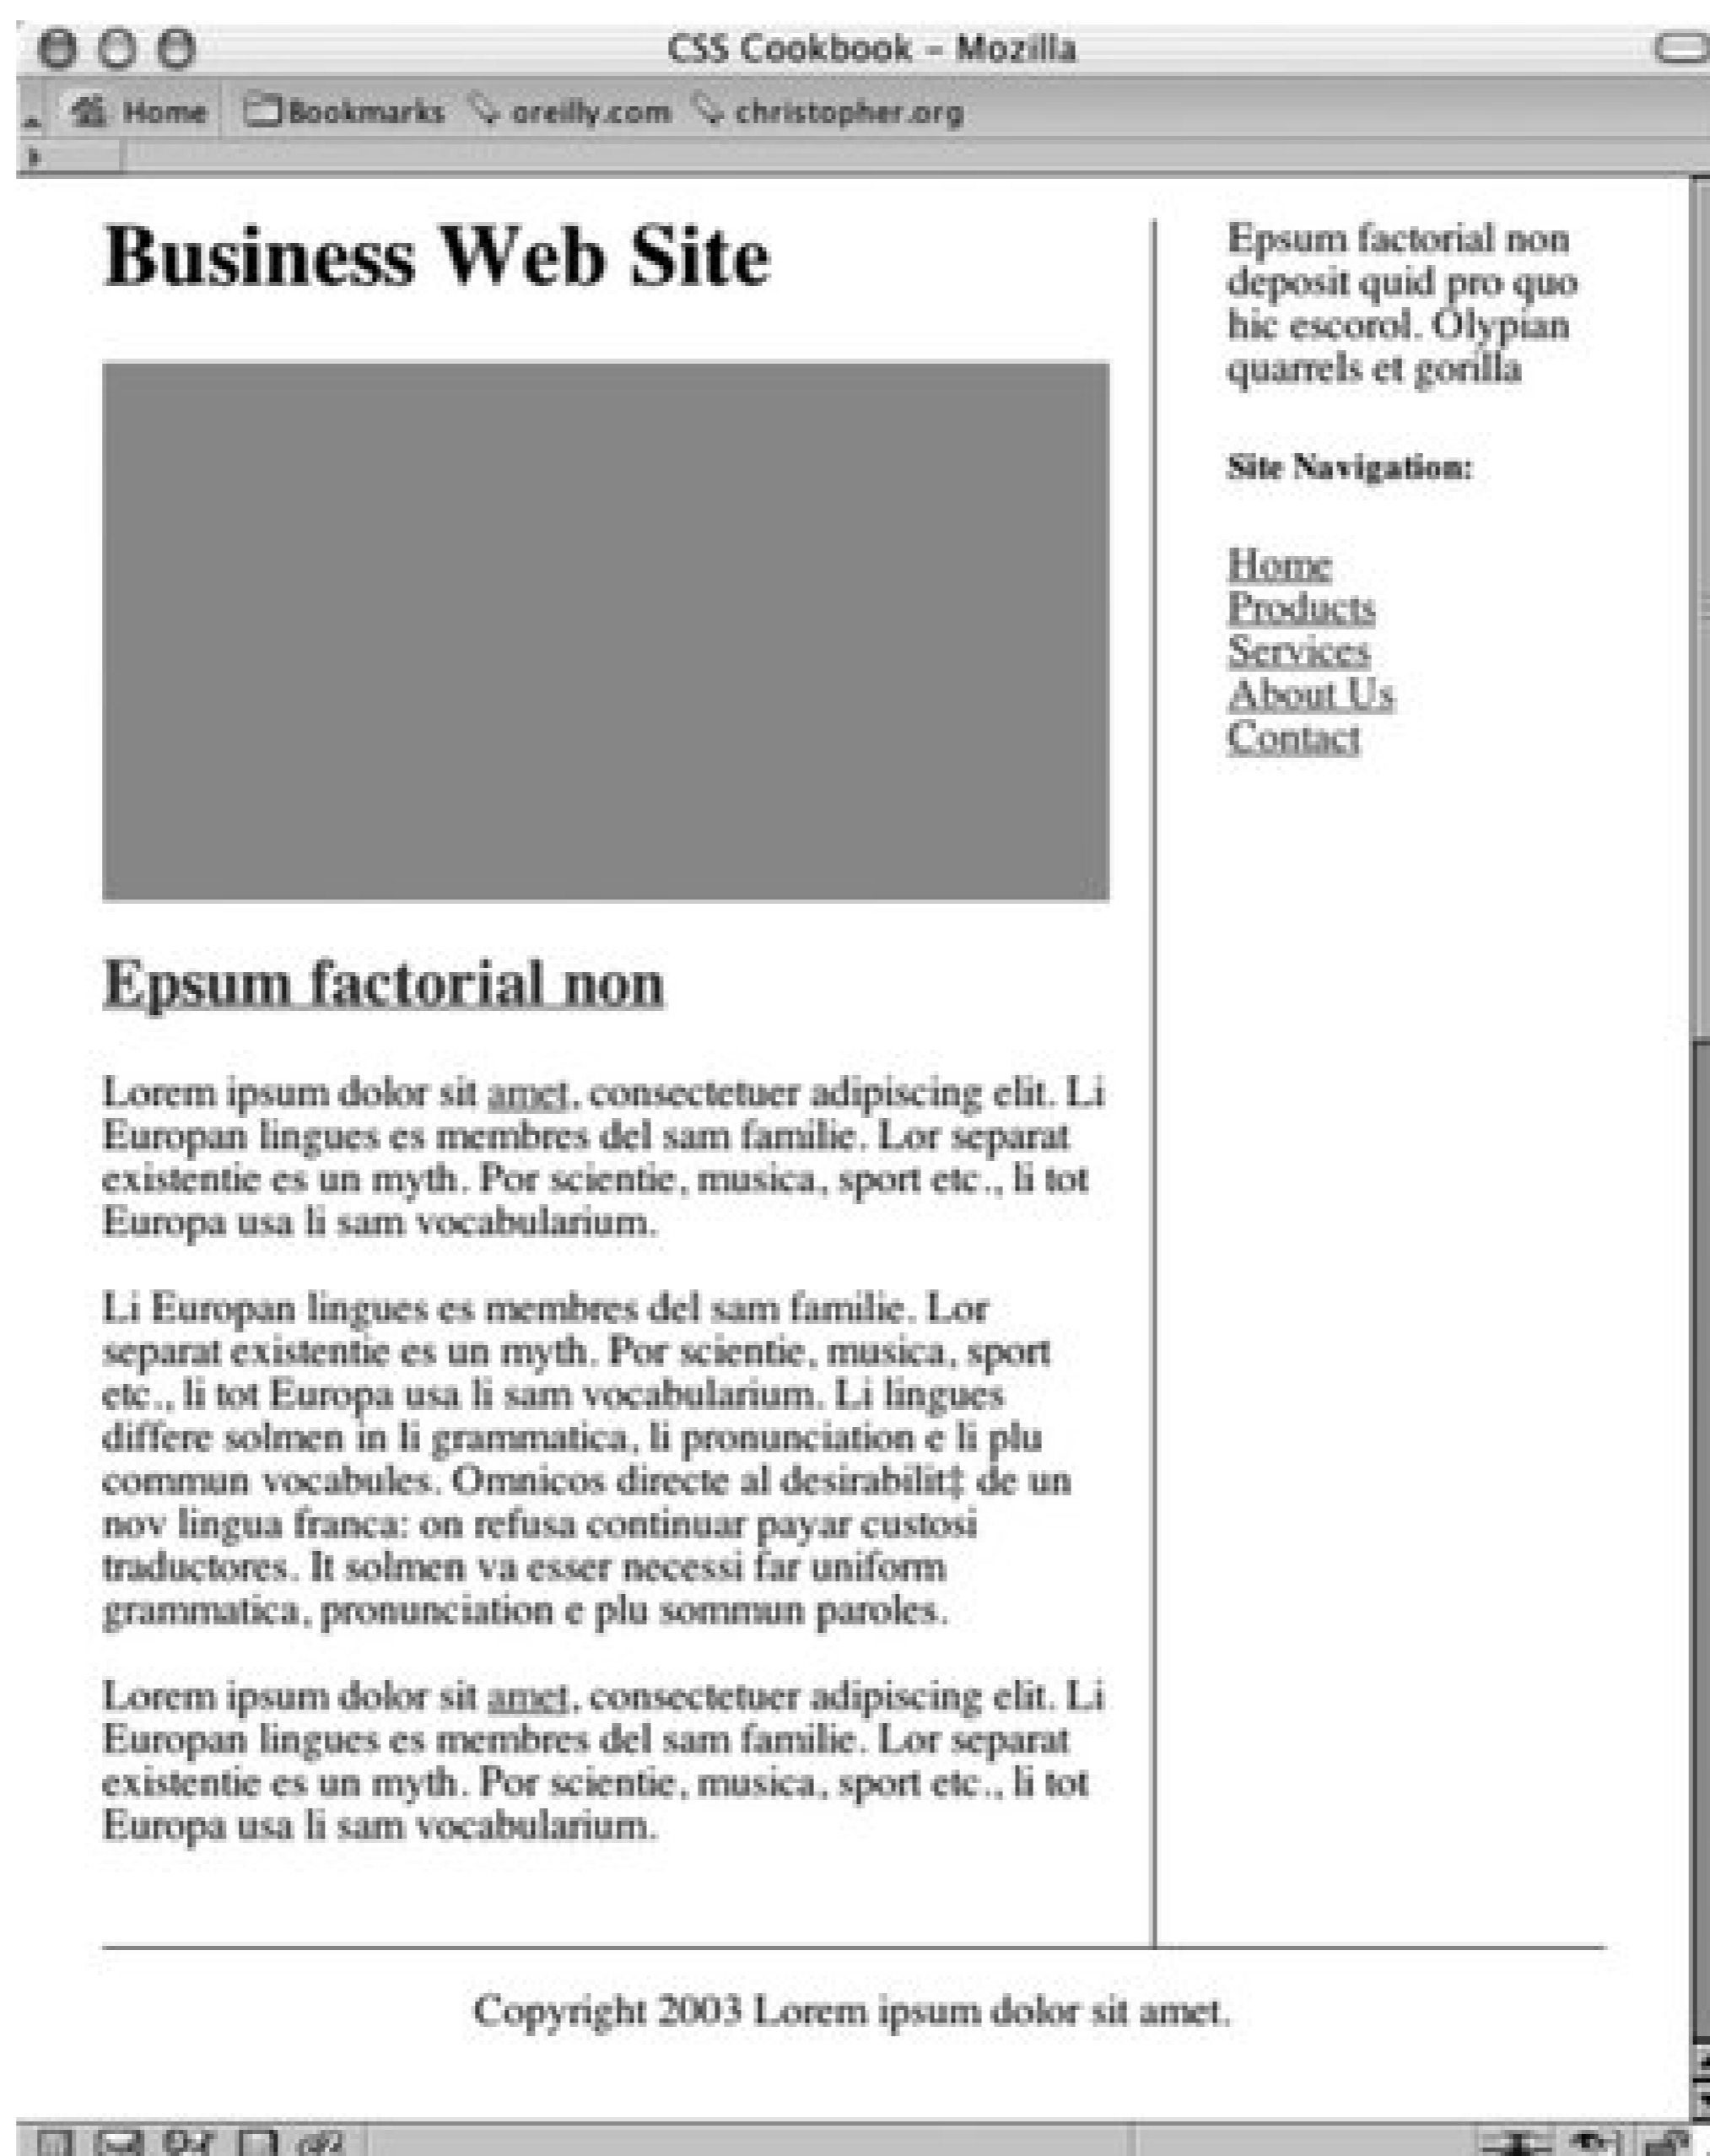 CSS Cookbook – Mozilla
Home Bookmarks oreilly.com christopher.org
Business Web Site
Epsum factorial non
Lorem ipsum dolor sit amet, consectetuer adipiscing elit. Li
Europan lingues es membres del sam familie. Lor separat
existentie es un myth. Por scientie, musica, sport etc., li tot
Europa usa li sam vocabularium.
Li Europan lingues es membres del sam familie. Lor
separat existentie es un myth. Por scientie, musica, sport
etc., li tot Europa usa li sam vocabularium. Li lingues
differe solmen in li grammatica, li pronunciation e li plu
commun vocabules. Omnicos directe al desirabilit‡ de un
nov lingua franca: on refusa continuar payar custosi
traductores. It solmen va esser necessi far uniform
grammatica, pronunciation e plu sommun paroles.
Lorem ipsum dolor sit amet, consectetuer adipiscing elit. Li
Europan lingues es membres del sam familie. Lor separat
existentie es un myth. Por scientie, musica, sport etc., li tot
Europa usa li sam vocabularium.
Epsum factorial non
deposit quid pro quo
hic escorol. Olypian
quarrels et gorilla
Site Navigation:
Home
Products
Services
About Us
Contact
Copyright 2003 Lorem ipsum dolor sit amet.